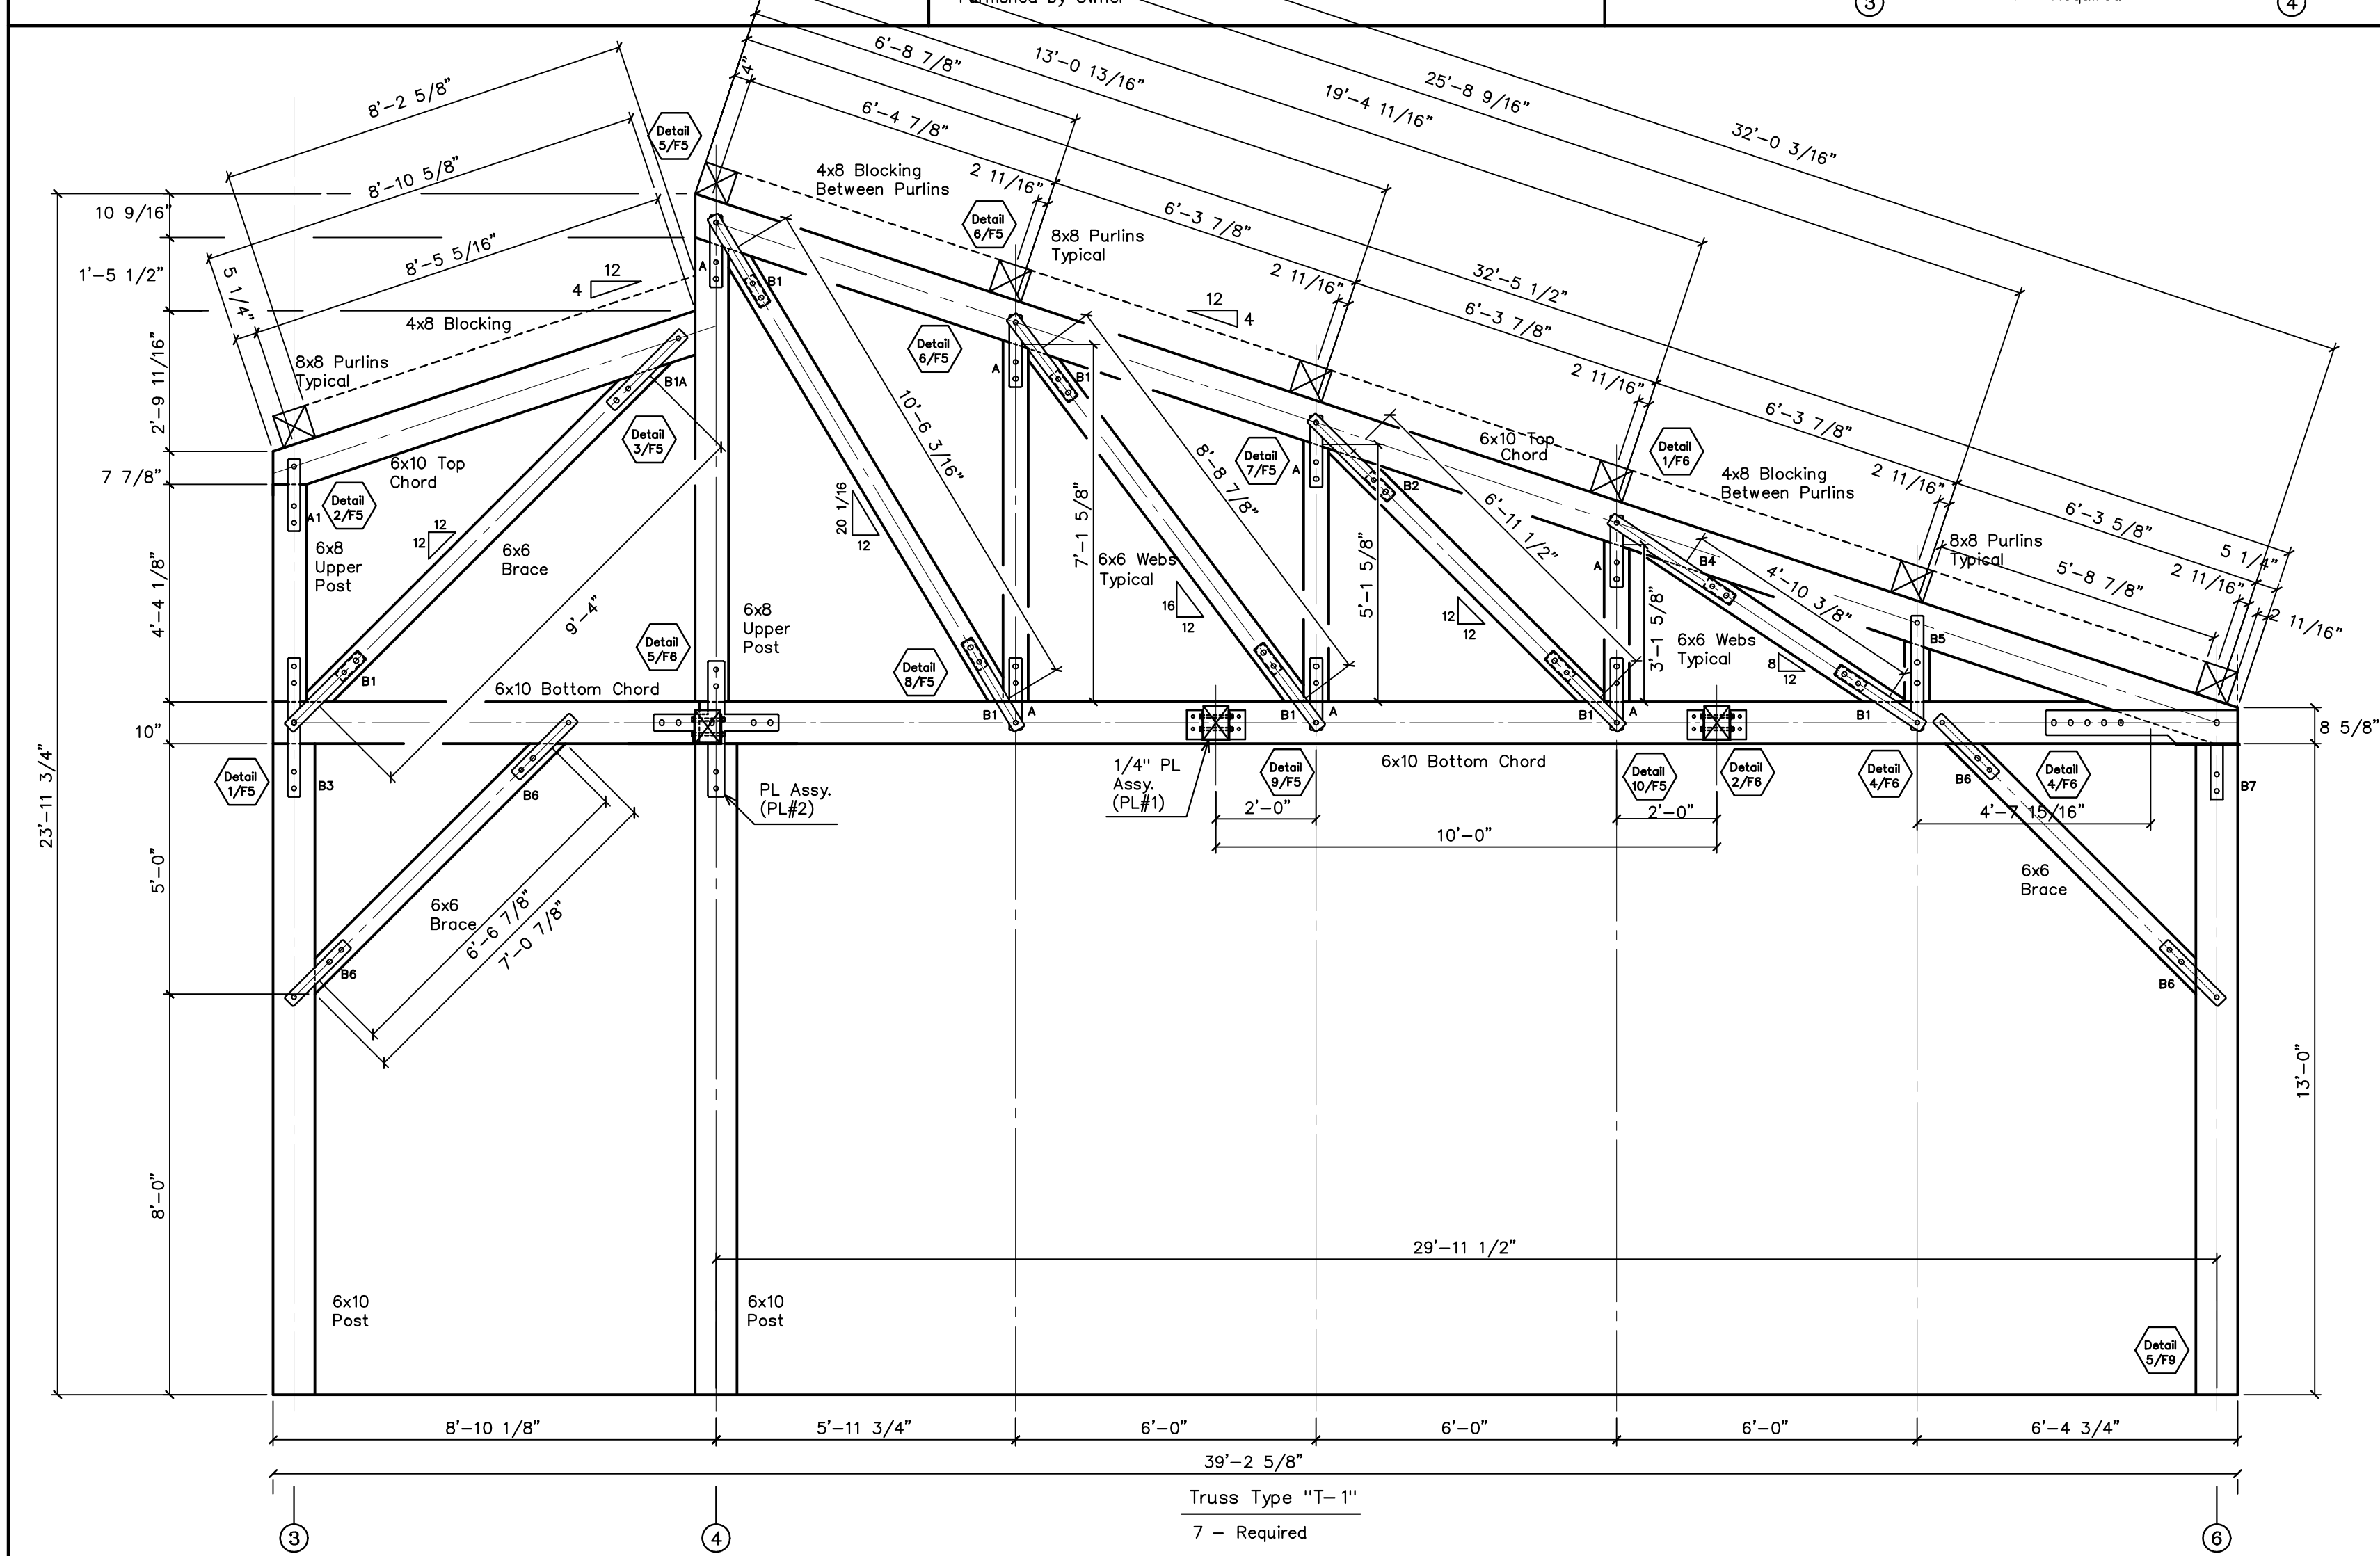 3
4
6'-8 7/8"
13'-0 13/16"
19'-4 11/16"
25'-8 9/16"
32'-0 3/16"
8'-2 5/8"
8'-10 5/8"
8'-5 5/16"
5 1/4"
4"
6'-4 7/8"
2 11/16"
6'-3 7/8"
2 11/16"
32'-5 1/2"
6'-3 7/8"
2 11/16"
6'-3 7/8"
2 11/16"
6'-3 5/8"
5 1/4"
2 11/16"
2 11/16"
5'-8 7/8"
Detail
5/F5
4x8 Blocking
Between Purlins
Detail
6/F5
8x8 Purlins
Typical
10 9/16"
1'-5 1/2"
2'-9 11/16"
7 7/8"
4'-4 1/8"
10"
5'-0"
8'-0"
23'-11 3/4"
12
4
4x8 Blocking
8x8 Purlins
Typical
A
B1
12
4
Detail
6/F5
A
B1
B1A
Detail
3/F5
6x10 Top
Chord
Detail
2/F5
A1
6x8
Upper
Post
12
12
6x6
Brace
9'-4"
20 1/16
12
10'-6 3/16"
7'-1 5/8"
8'-8 7/8"
Detail
7/F5
A
B2
6x10 Top
Chord
Detail
1/F6
4x8 Blocking
Between Purlins
8x8 Purlins
Typical
6x6 Webs
Typical
16
12
5'-1 5/8"
6'-11 1/2"
12
12
A
B4
3'-1 5/8"
4'-10 3/8"
6x6 Webs
Typical
8
12
B5
6x8
Upper
Post
Detail
5/F6
Detail
8/F5
B1
6x10 Bottom Chord
B1
A
B1
A
B1
A
B1
8 5/8"
Detail
1/F5
B3
B6
PL Assy.
(PL#2)
1/4" PL
Assy.
(PL#1)
Detail
9/F5
6x10 Bottom Chord
Detail
10/F5
Detail
2/F6
Detail
4/F6
B6
Detail
4/F6
B7
2'-0"
2'-0"
4'-7 15/16"
10'-0"
6x6
Brace
6'-6 7/8"
7'-0 7/8"
B6
6x6
Brace
B6
13'-0"
29'-11 1/2"
6x10
Post
6x10
Post
Detail
5/F9
8'-10 1/8"
5'-11 3/4"
6'-0"
6'-0"
6'-0"
6'-4 3/4"
39'-2 5/8"
Truss Type "T-1"
7 - Required
3
4
6